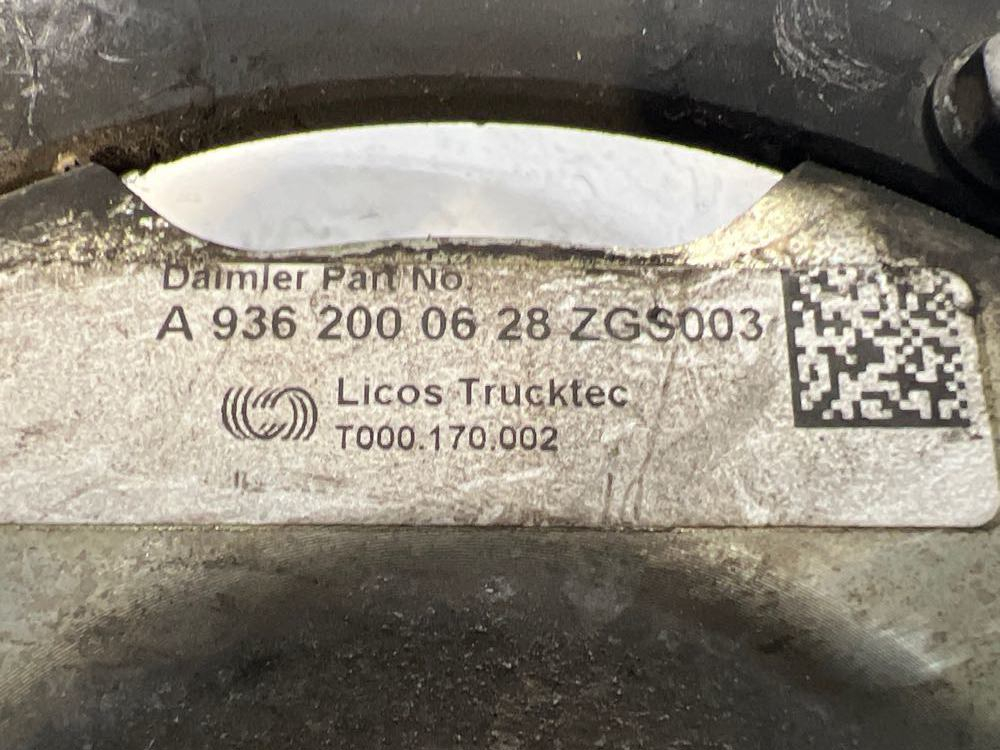 Daimler Part No.
A 936 200 06 28 ZGS003
Licos Trucktec
T000.170.002